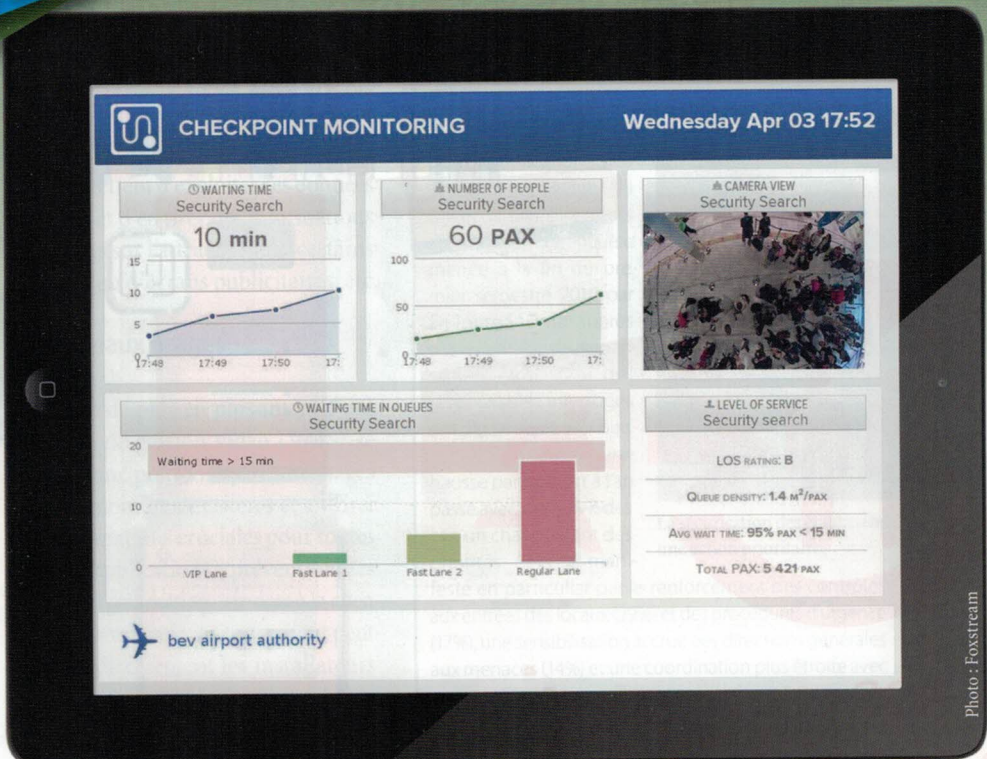 CHECKPOINT MONITORING
Wednesday Apr 03 17:52
WAITING TIME
Security Search
10 min
15
10
5
0
17:48 17:49 17:50 17:
NUMBER OF PEOPLE
Security Search
60 PAX
100
50
0
17:48 17:49 17:50 17:
CAMERA VIEW
Security Search
WAITING TIME IN QUEUES
Security Search
20
Waiting time > 15 min
10
0
VIP Lane Fast Lane 1 Fast Lane 2 Regular Lane
LEVEL OF SERVICE
Security search
LOS RATING: B
QUEUE DENSITY: 1.4 M²/PAX
AVG WAIT TIME: 95% PAX < 15 MIN
TOTAL PAX: 5 421 PAX
bev airport authority
Photo : Foxstream